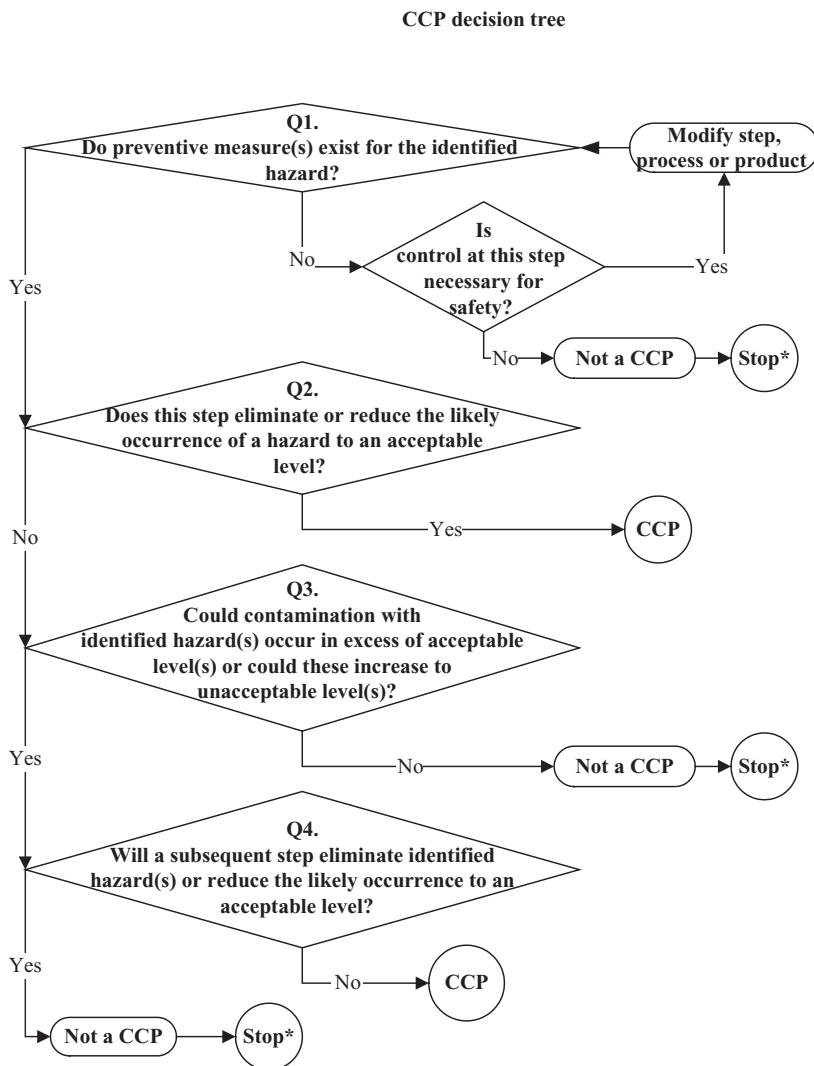 CCP decision tree
Q1.
Do preventive measure(s) exist for the identified
hazard?
Modify step,
process or product
Is
control at this step
necessary for
safety?
No
Yes
Yes
No
Not a CCP
Stop*
Q2.
Does this step eliminate or reduce the likely
occurrence of a hazard to an acceptable
level?
Yes
CCP
No
Q3.
Could contamination with
identified hazard(s) occur in excess of acceptable
level(s) or could these increase to
unacceptable level(s)?
Yes
No
Not a CCP
Stop*
Q4.
Will a subsequent step eliminate identified
hazard(s) or reduce the likely occurrence to an
acceptable level?
Yes
No
CCP
Not a CCP
Stop*